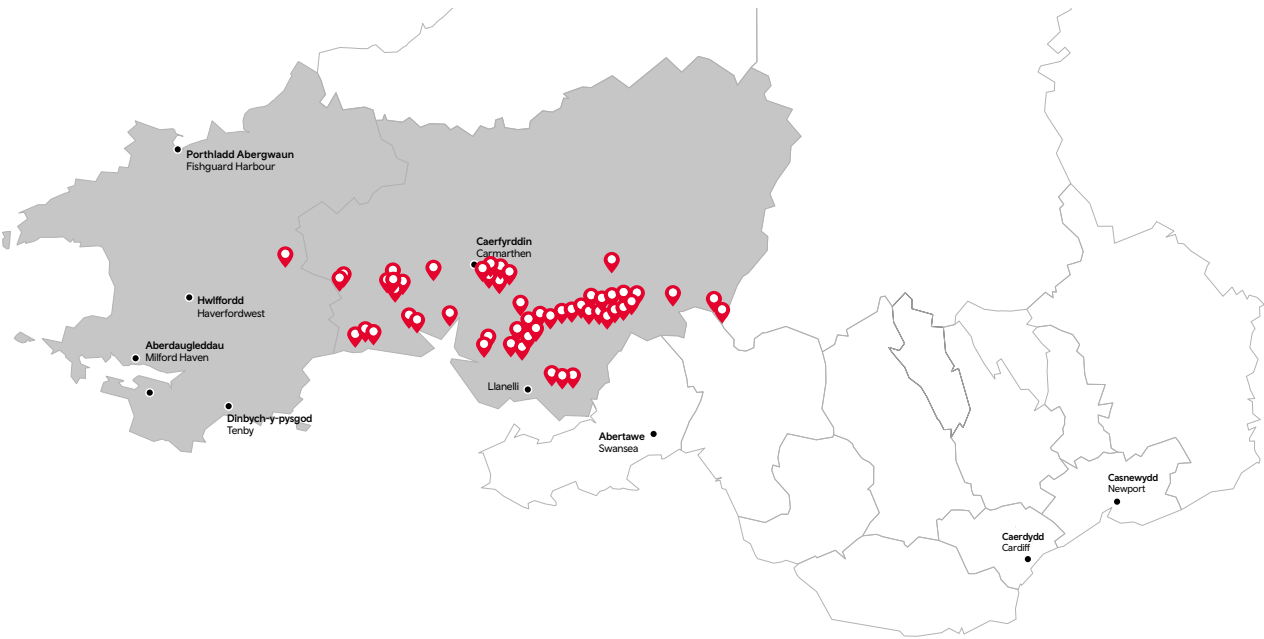 Porthladd Abergwaun
Fishguard Harbour
Caerfyrddin
Carmarthen
Hwlffordd
Haverfordwest
Aberdaugleddau
Milford Haven
Llanelli
Dinbych-y-pysgod
Tenby
Abertawe
Swansea
Casnewydd
Newport
Caerdydd
Cardiff